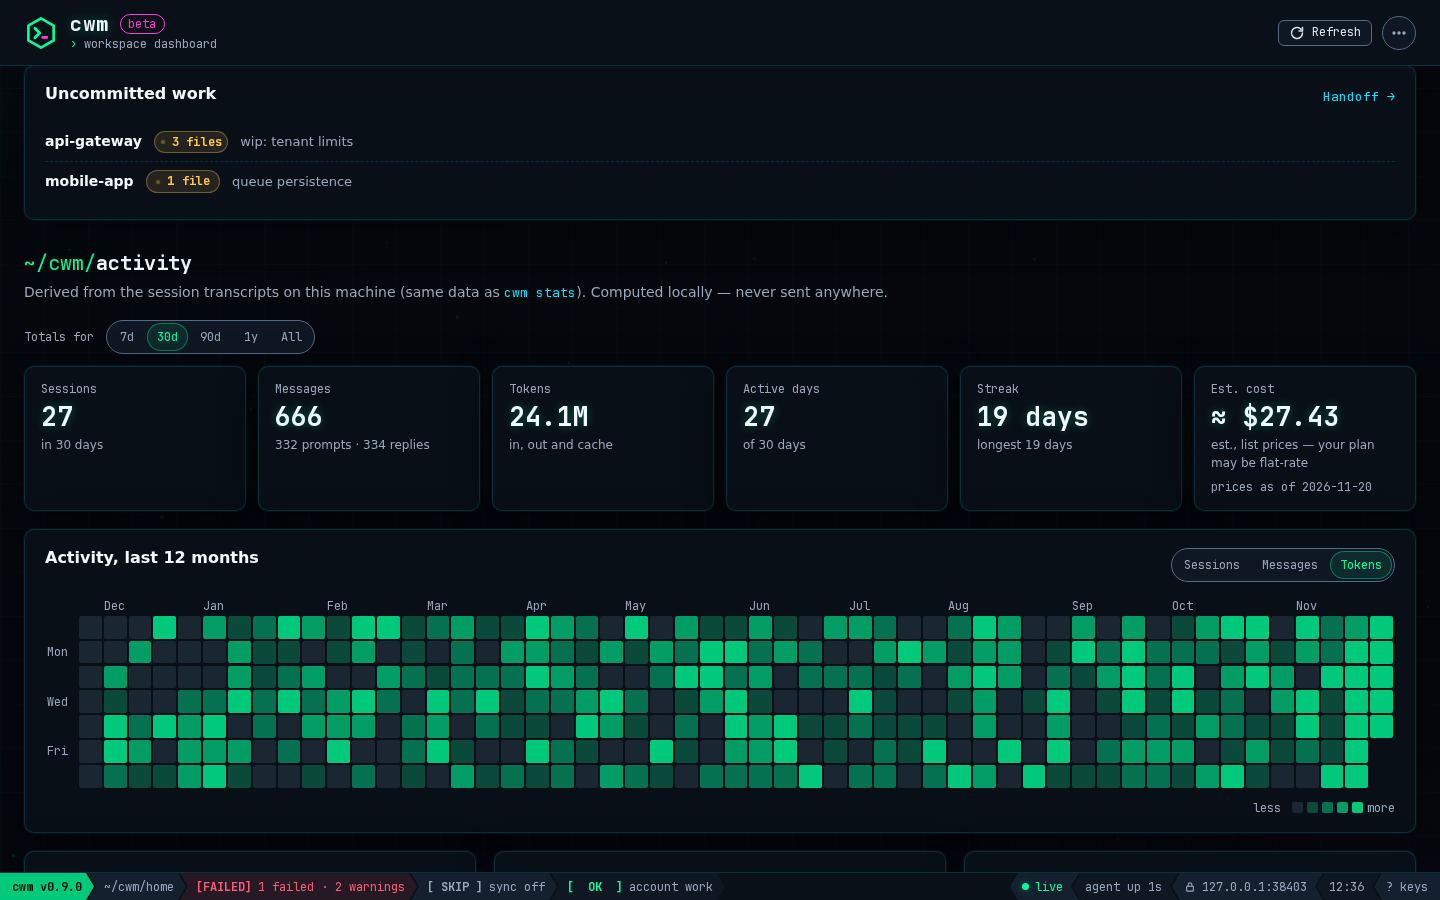 cwm beta
› workspace dashboard
Refresh
Uncommitted work
Handoff →
api-gateway 3 files wip: tenant limits
mobile-app 1 file queue persistence
~/cwm/activity
Derived from the session transcripts on this machine (same data as cwm stats). Computed locally — never sent anywhere.
Totals for 7d 30d 90d 1y All
Sessions
27
in 30 days
Messages
666
332 prompts · 334 replies
Tokens
24.1M
in, out and cache
Active days
27
of 30 days
Streak
19 days
longest 19 days
Est. cost
≈ $27.43
est., list prices — your plan
may be flat-rate
prices as of 2026-11-20
Activity, last 12 months
Sessions Messages Tokens
Dec Jan Feb Mar Apr May Jun Jul Aug Sep Oct Nov
Mon
Wed
Fri
less more
cwm v0.9.0 ~/cwm/home [FAILED] 1 failed · 2 warnings [ SKIP ] sync off [ OK ] account work live agent up 1s 127.0.0.1:38403 12:36 ? keys